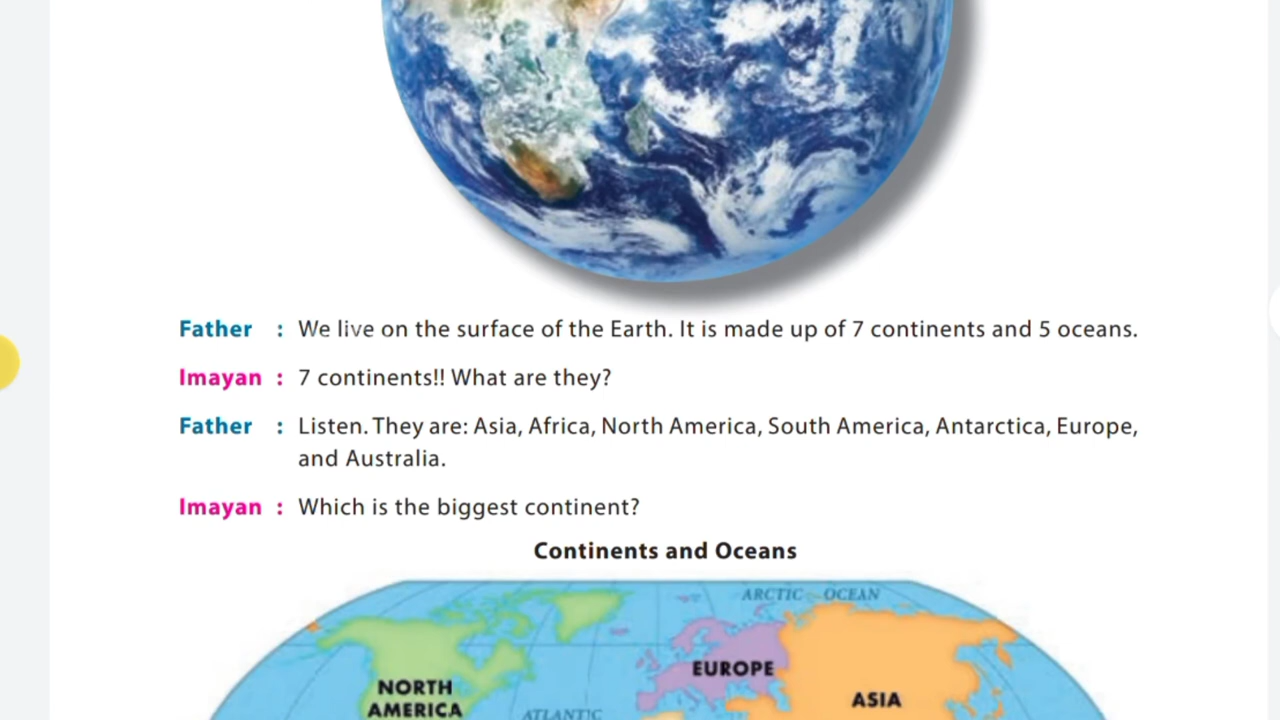 Father : We live on the surface of the Earth. It is made up of 7 continents and 5 oceans.
Imayan : 7 continents!! What are they?
Father : Listen. They are: Asia, Africa, North America, South America, Antarctica, Europe,
and Australia.
Imayan : Which is the biggest continent?
Continents and Oceans
ARCTIC OCEAN
EUROPE
NORTH
AMERICA
ASIA
ATLANTIC